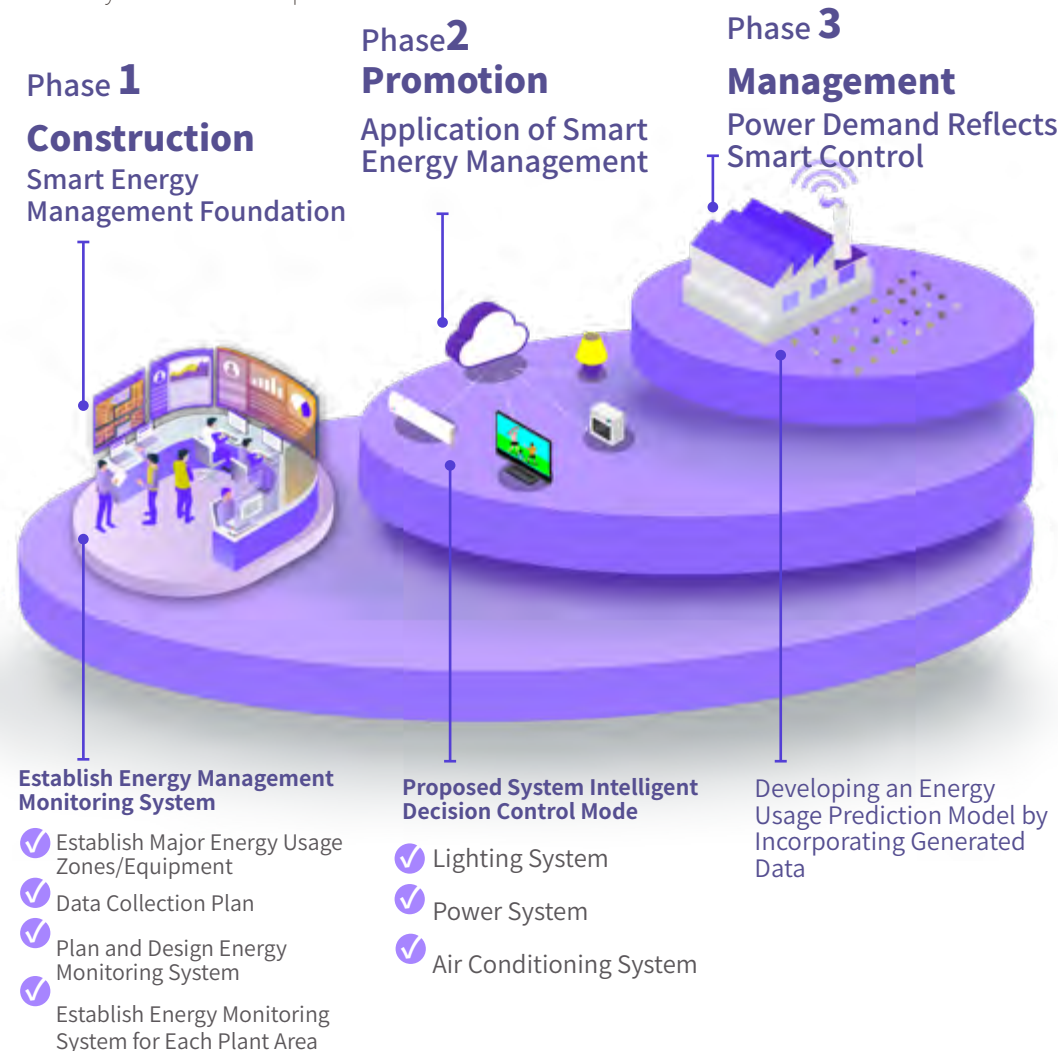 Phase 1
Construction
Smart Energy
Management Foundation
Phase2
Promotion
Application of Smart
Energy Management
Phase 3
Management
Power Demand Reflects
Smart Control
Establish Energy Management
Monitoring System
Establish Major Energy Usage
Zones/Equipment
Data Collection Plan
Plan and Design Energy
Monitoring System
Establish Energy Monitoring
System for Each Plant Area
Proposed System Intelligent
Decision Control Mode
Lighting System
Power System
Air Conditioning System
Developing an Energy
Usage Prediction Model by
Incorporating Generated
Data